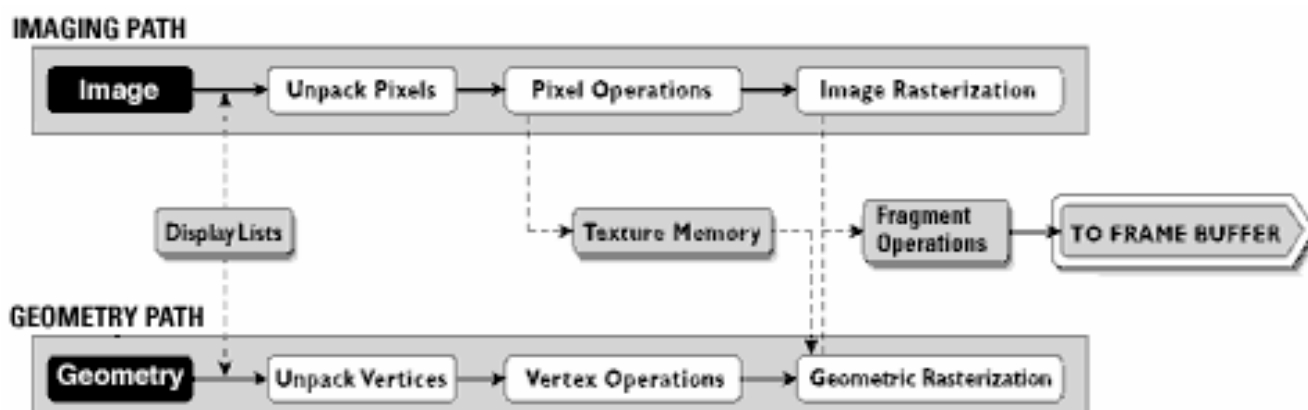 IMAGING PATH
Image
Unpack Pixels
Pixel Operations
Image Rasterization
Display Lists
Texture Memory
Fragment
Operations
TO FRAME BUFFER
GEOMETRY PATH
Geometry
Unpack Vertices
Vertex Operations
Geometric Rasterization